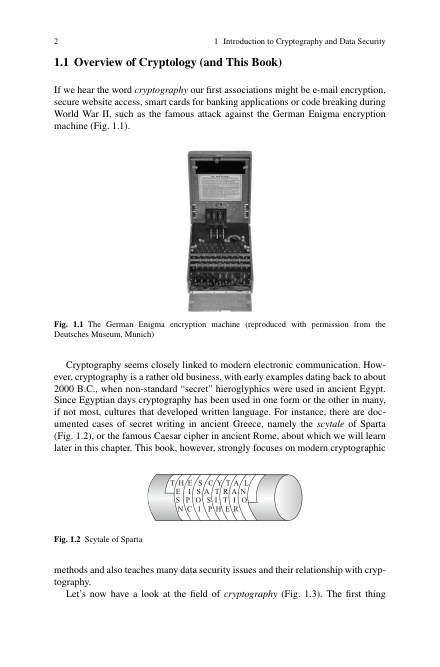 2 1 Introduction to Cryptography and Data Security
1.1 Overview of Cryptology (and This Book)
If we hear the word cryptography our first associations might be e-mail encryption,
secure website access, smart cards for banking applications or code breaking during
World War II, such as the famous attack against the German Enigma encryption
machine (Fig. 1.1).
Fig. 1.1 The German Enigma encryption machine (reproduced with permission from the
Deutsches Museum, Munich)
Cryptography seems closely linked to modern electronic communication. How-
ever, cryptography is a rather old business, with early examples dating back to about
2000 B.C., when non-standard “secret” hieroglyphics were used in ancient Egypt.
Since Egyptian days cryptography has been used in one form or the other in many,
if not most, cultures that developed written language. For instance, there are doc-
umented cases of secret writing in ancient Greece, namely the scytale of Sparta
(Fig. 1.2), or the famous Caesar cipher in ancient Rome, about which we will learn
later in this chapter. This book, however, strongly focuses on modern cryptographic
T H E S C Y T A L
E I S A T R A N
S P O S I T I O
N C I P H E R
Fig. 1.2 Scytale of Sparta
methods and also teaches many data security issues and their relationship with cryp-
tography.
Let’s now have a look at the field of cryptography (Fig. 1.3). The first thing